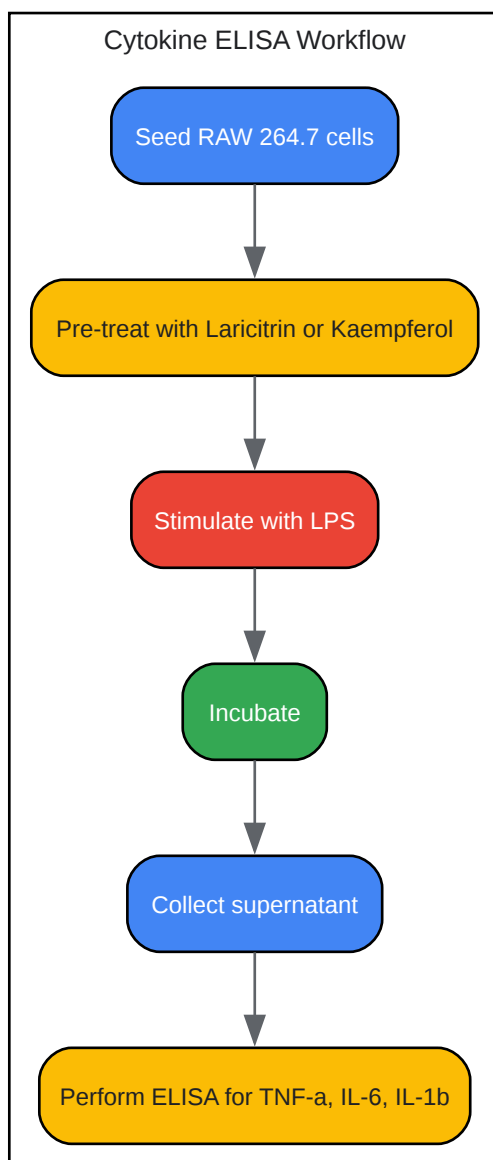 Cytokine ELISA Workflow
Seed RAW 264.7 cells
Pre-treat with Laricitrin or Kaempferol
Stimulate with LPS
Incubate
Collect supernatant
Perform ELISA for TNF-a, IL-6, IL-1b